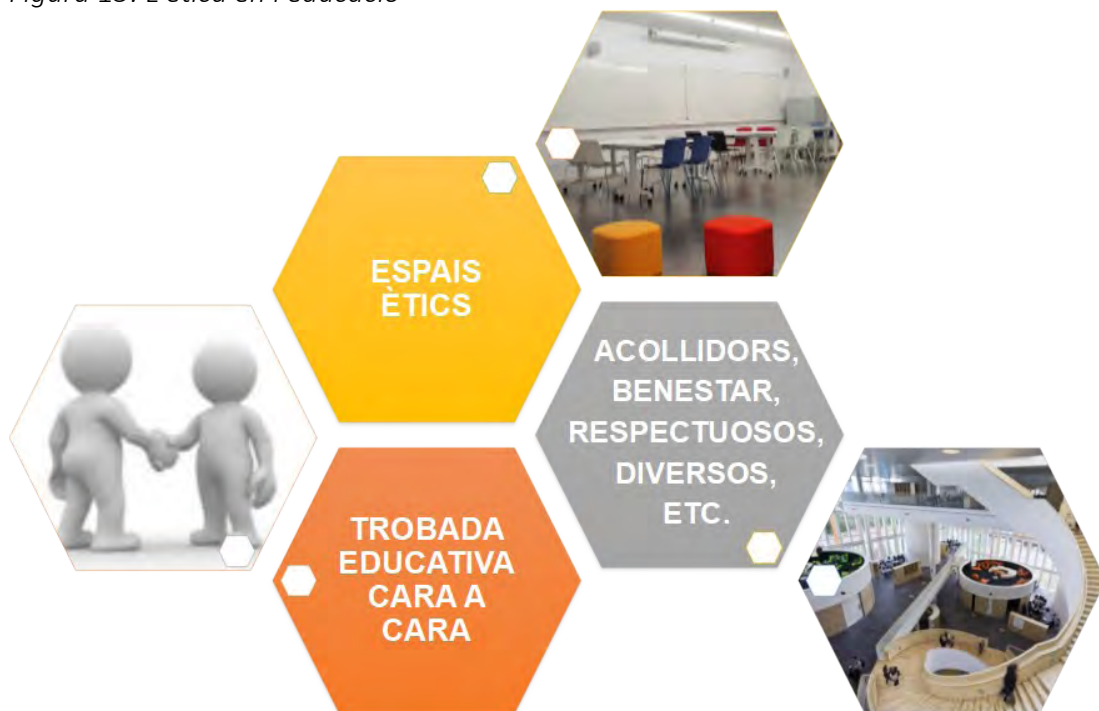 ESPAIS
ÈTICS
ACOLLIDORS,
BENESTAR,
RESPECTUOSOS,
DIVERSOS,
ETC.
TROBADA
EDUCATIVA
CARA A
CARA